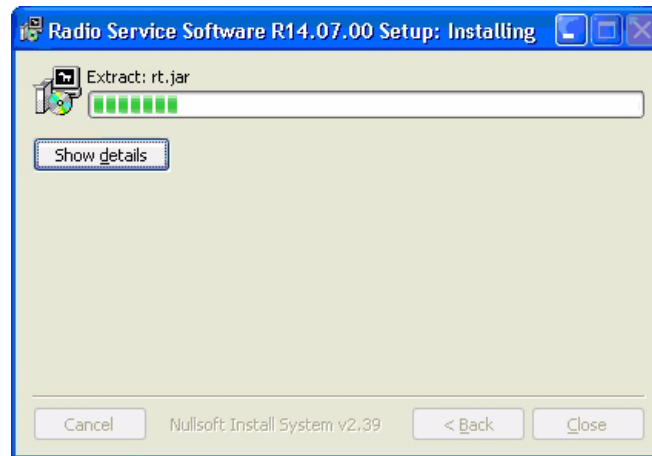 Radio Service Software R14.07.00 Setup: Installing
Extract: rt.jar
Show details
Cancel
Nullsoft Install System v2.39
< Back
Close